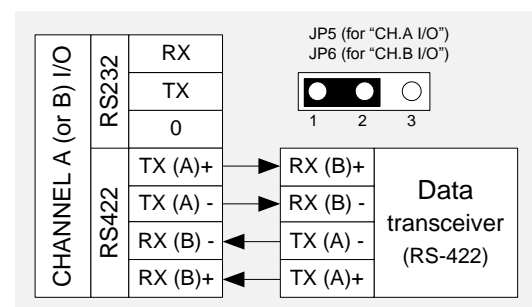 JP5 (for “CH.A I/O”)
JP6 (for “CH.B I/O”)
1 2 3
CHANNEL A (or B) I/O
RS232
RX
TX
0
RS422
TX (A)+
TX (A) -
RX (B) -
RX (B)+
RX (B)+
RX (B) -
TX (A) -
TX (A)+
Data
transceiver
(RS-422)